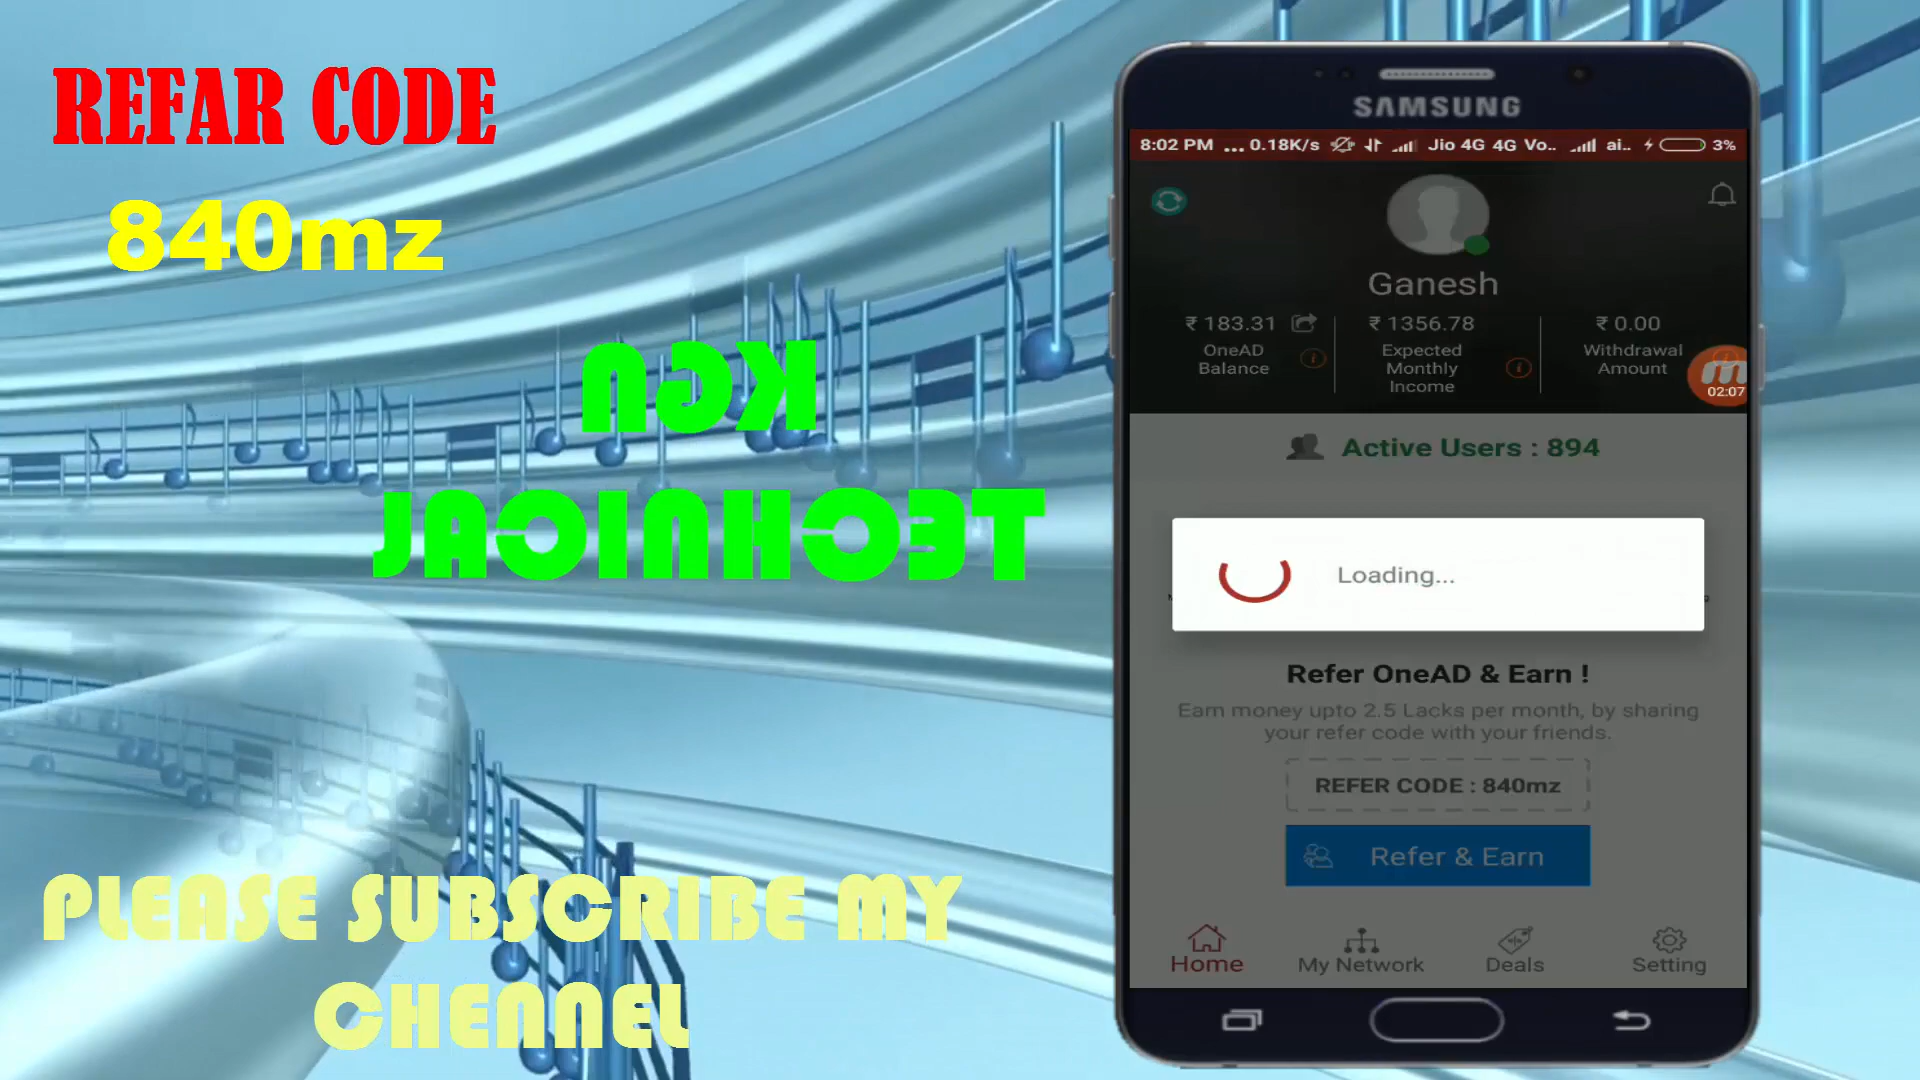 REFAR CODE
840mz
KGN
TECHNICAL
PLEASE SUBSCRIBE MY
CHENNEL
SAMSUNG
8:02 PM ... 0.18K/s Jio 4G 4G Vo.. ai.. 3%
Ganesh
₹ 183.31 ₹ 1356.78 ₹ 0.00
OneAD Balance
Expected Monthly Income
Withdrawal Amount
02:07
Active Users : 894
Loading...
Refer OneAD & Earn !
Earn money upto 2.5 Lacks per month, by sharing
your refer code with your friends.
REFER CODE : 840mz
Refer & Earn
Home My Network Deals Setting